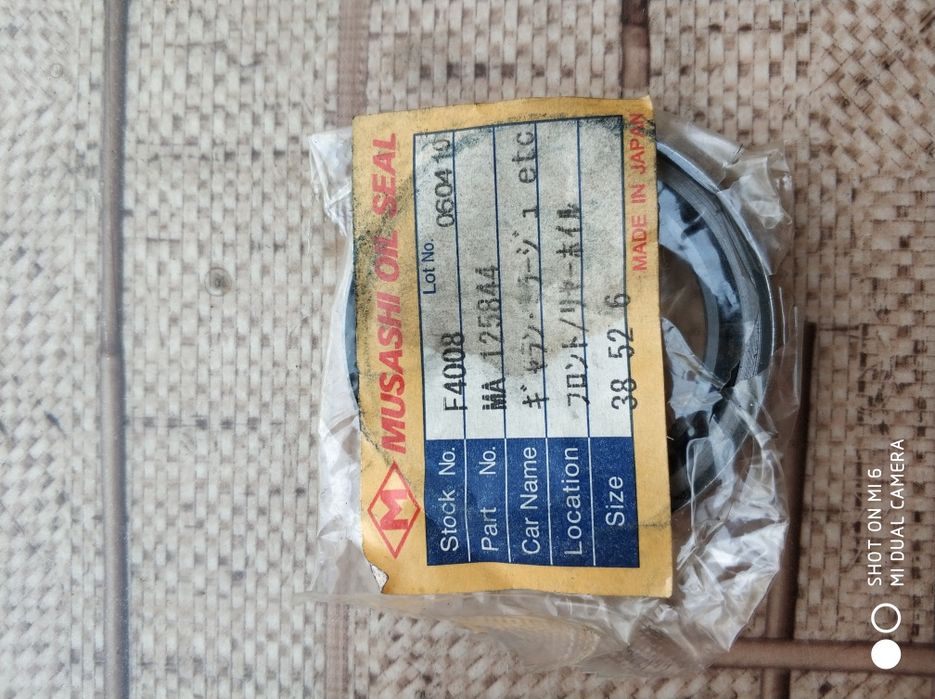 M MUSASHI OIL SEAL
Stock No. F4008 Lot No. 060410
Part No. MA 125844
Car Name ギャラン・ミラージュ etc
Location フロント/リヤーホイル
Size 38 52 6
MADE IN JAPAN
SHOT ON MI 6
MI DUAL CAMERA